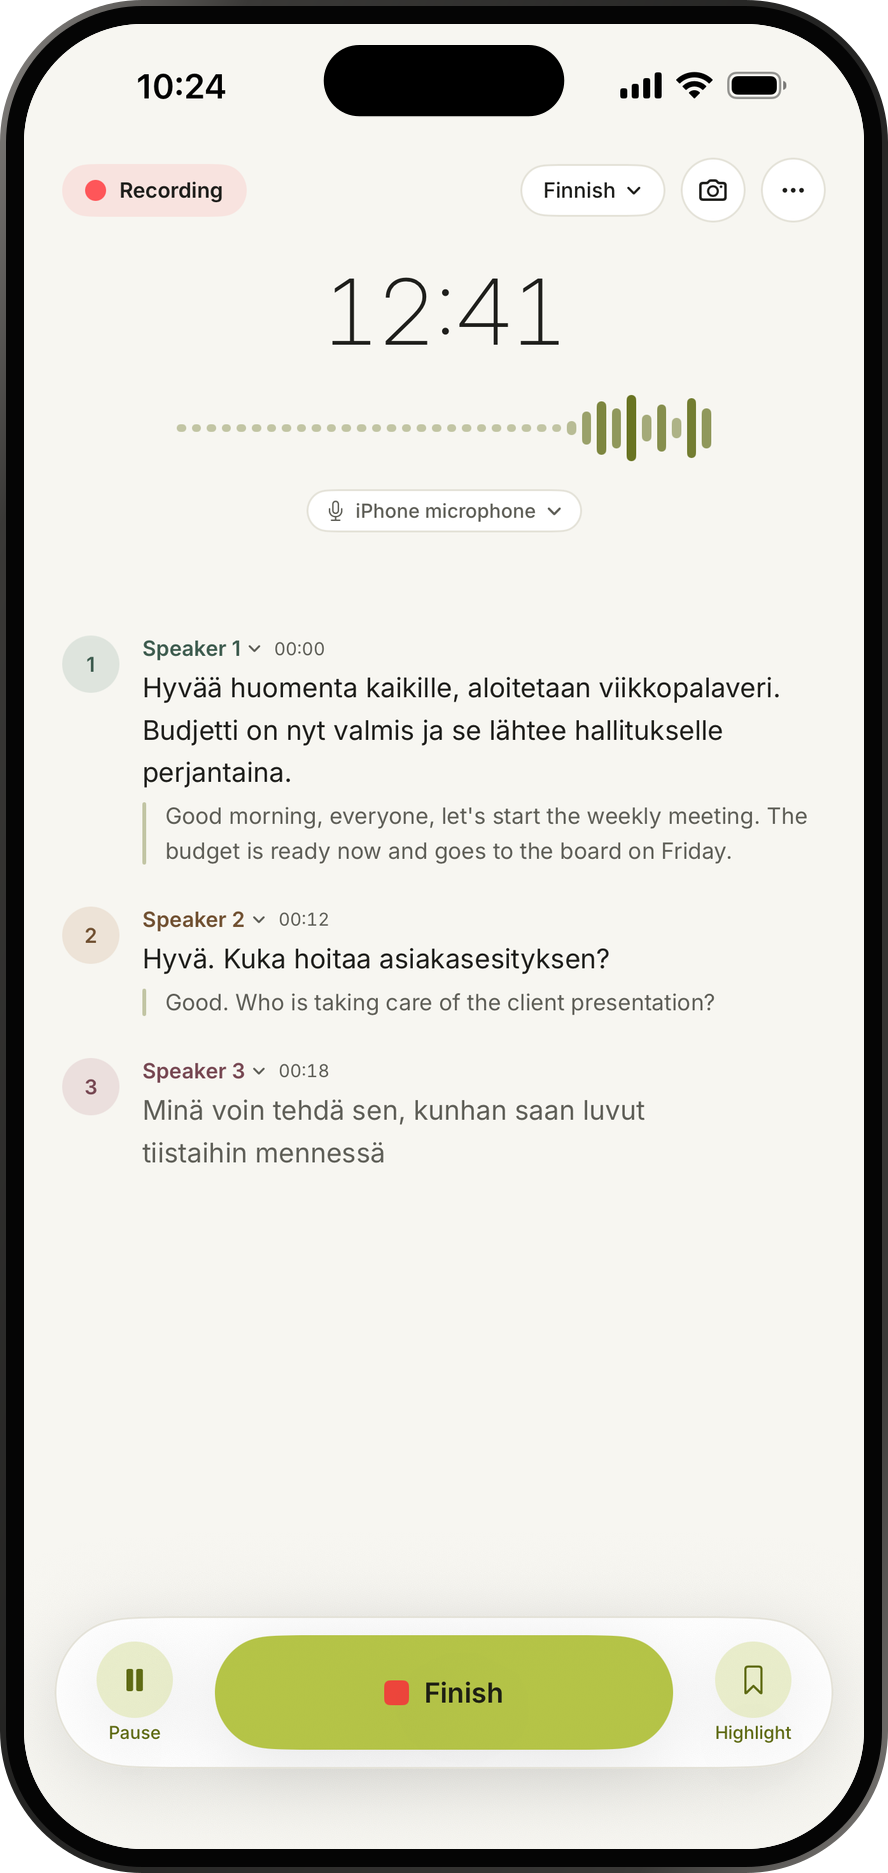 10:24
Recording
Finnish
12:41
iPhone microphone
1
Speaker 1 00:00
Hyvää huomenta kaikille, aloitetaan viikkopalaveri.
Budjetti on nyt valmis ja se lähtee hallitukselle
perjantaina.
Good morning, everyone, let's start the weekly meeting. The
budget is ready now and goes to the board on Friday.
2
Speaker 2 00:12
Hyvä. Kuka hoitaa asiakasesityksen?
Good. Who is taking care of the client presentation?
3
Speaker 3 00:18
Minä voin tehdä sen, kunhan saan luvut
tiistaihin mennessä
Pause
Finish
Highlight